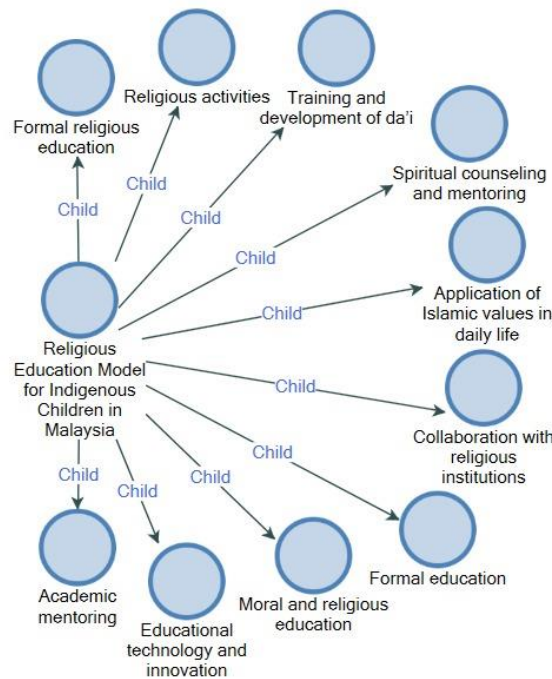 Religious activities
Training and
development of da'i
Formal religious
education
Spiritual counseling
and mentoring
Child
Child
Child
Child
Application of
Islamic values in
daily life
Child
Religious
Education Model
for Indigenous
Children in
Malaysia
Child
Collaboration with
religious
institutions
Child
Child
Child
Child
Formal education
Academic
mentoring
Moral and religious
education
Educational
technology and
innovation